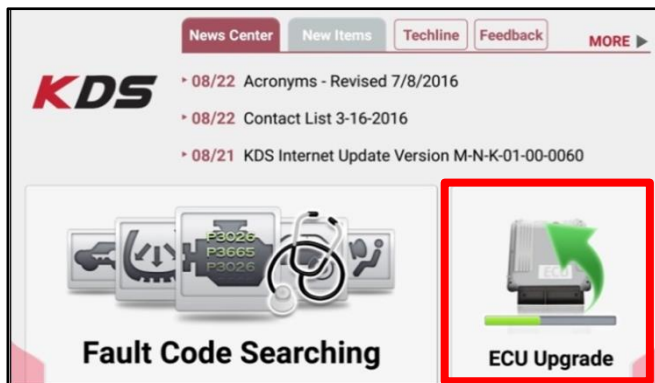 News Center New Items Techline Feedback MORE
KDS
08/22 Acronyms - Revised 7/8/2016
08/22 Contact List 3-16-2016
08/21 KDS Internet Update Version M-N-K-01-00-0060
P3026
P3665
P3026
ECU
Fault Code Searching
ECU Upgrade